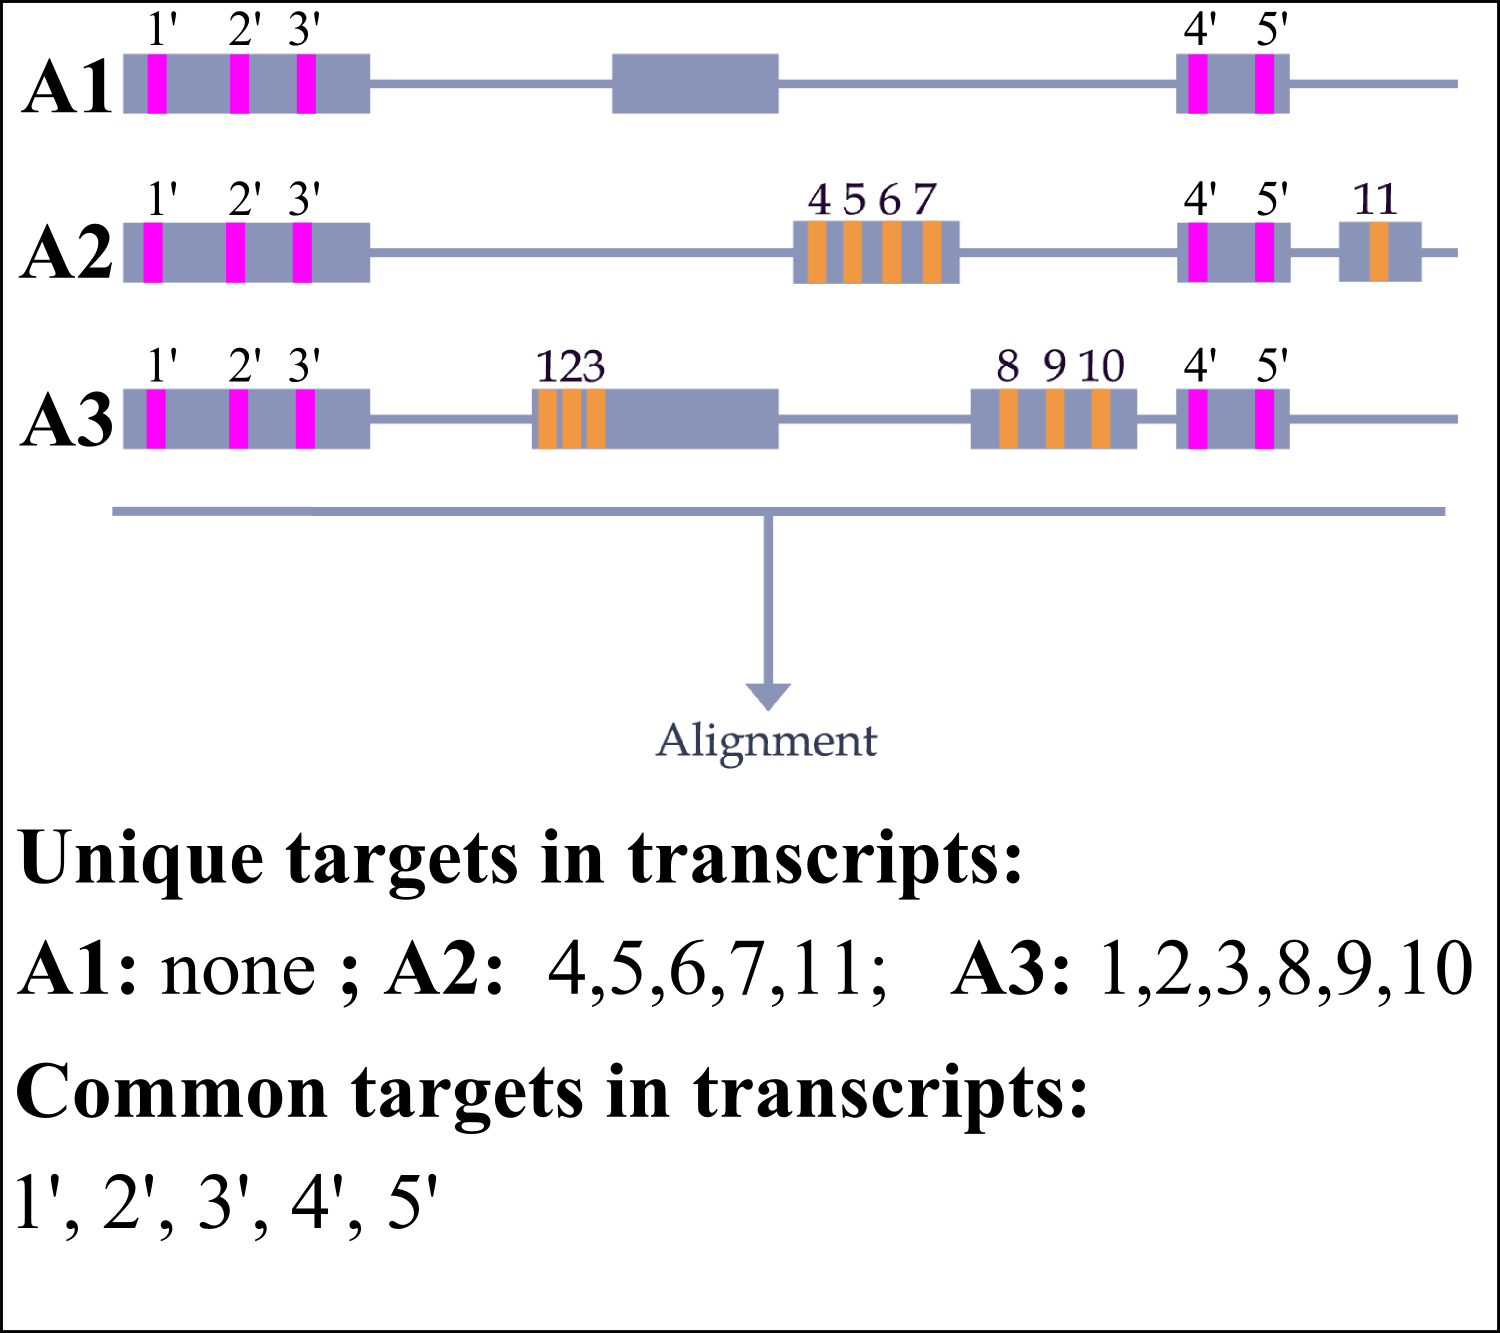 1' 2' 3' 4' 5'
A1
1' 2' 3' 4 5 6 7 4' 5' 11
A2
1' 2' 3' 123 8 9 10 4' 5'
A3
Alignment
Unique targets in transcripts:
A1: none ; A2: 4,5,6,7,11; A3: 1,2,3,8,9,10
Common targets in transcripts:
1', 2', 3', 4', 5'